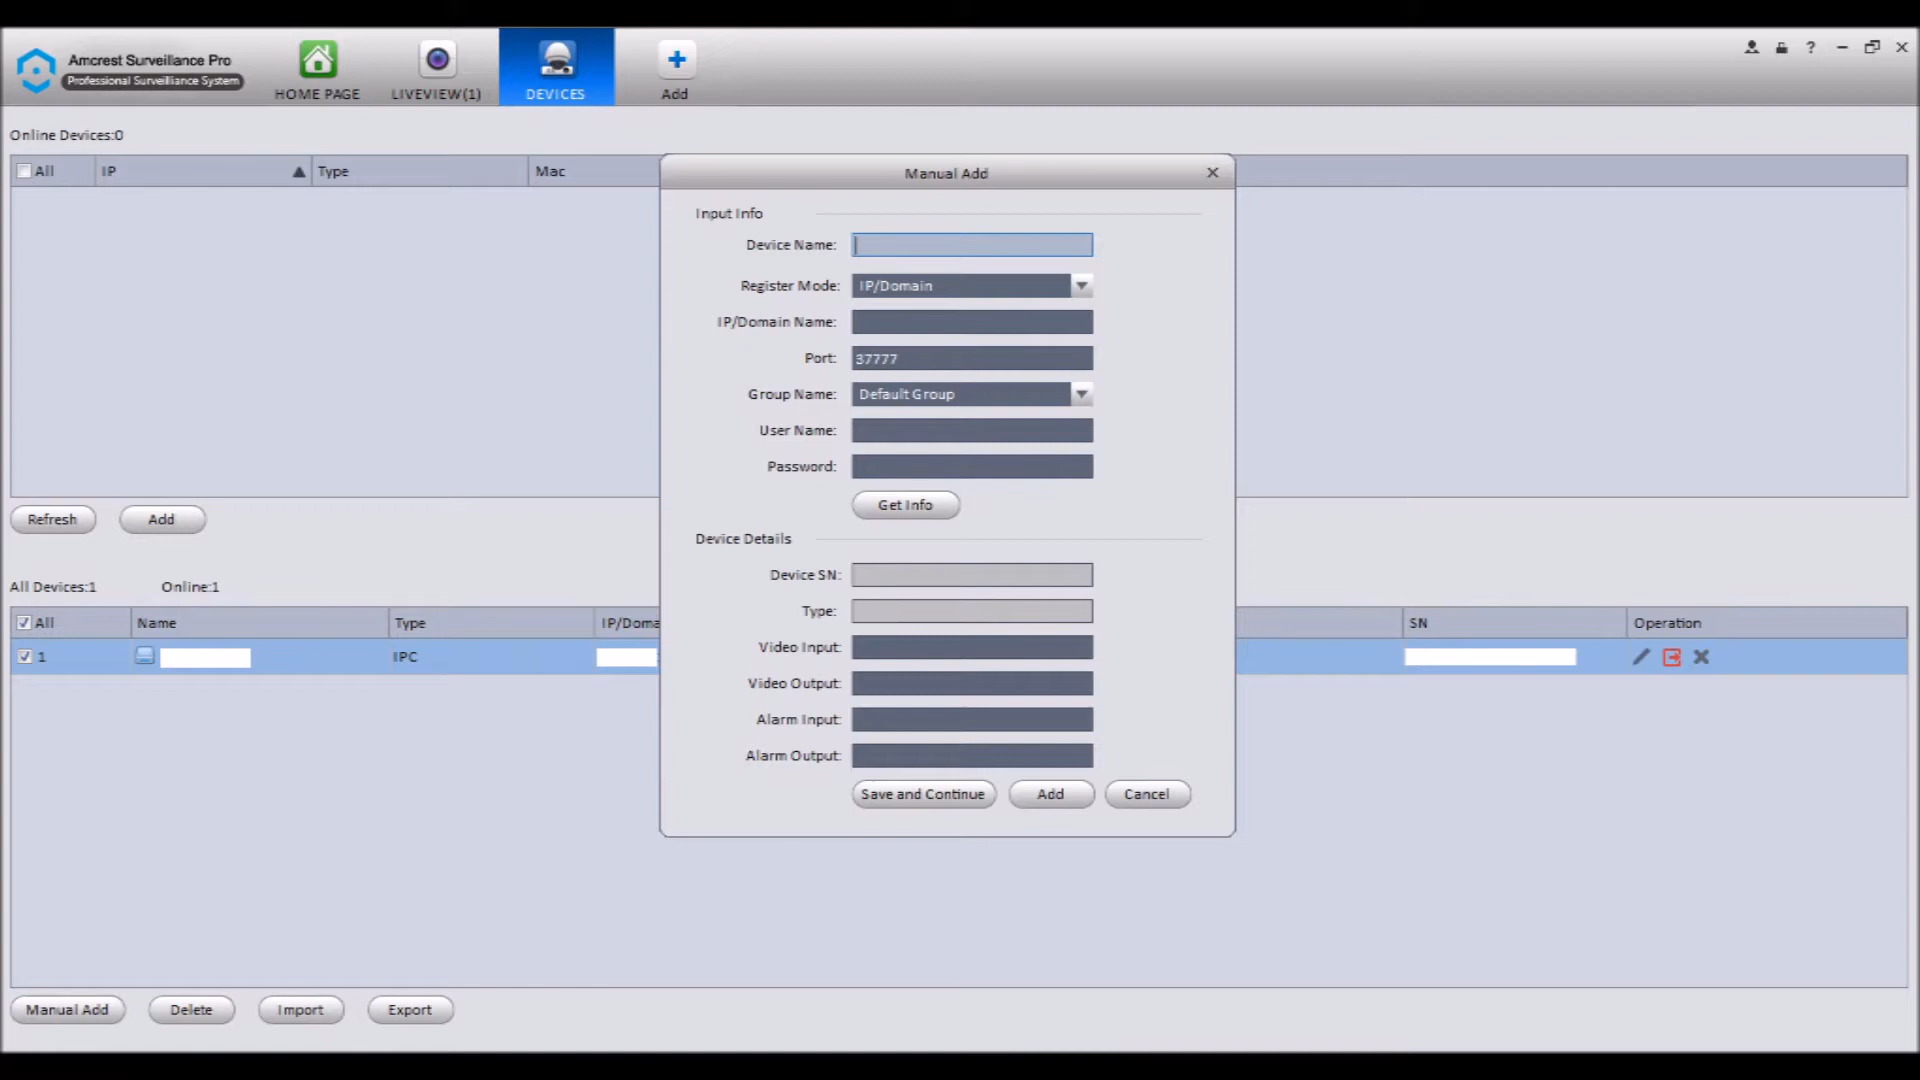 Amcrest Surveillance Pro
Professional Surveillance System
HOME PAGE
LIVEVIEW(1)
DEVICES
Add
?
Online Devices:0
All
IP
Type
Mac
Manual Add
Input Info
Device Name:
Register Mode: IP/Domain
IP/Domain Name:
Port: 37777
Group Name: Default Group
User Name:
Password:
Get Info
Device Details
Device SN:
Type:
Video Input:
Video Output:
Alarm Input:
Alarm Output:
Save and Continue
Add
Cancel
Refresh
Add
All Devices:1
Online:1
All
Name
Type
IP/Doma
SN
Operation
1
IPC
Manual Add
Delete
Import
Export